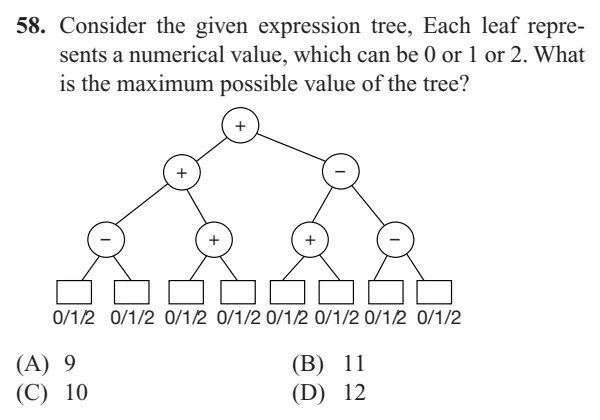 58. Consider the given expression tree, Each leaf repre-
sents a numerical value, which can be 0 or 1 or 2. What
is the maximum possible value of the tree?
+
+ −
− + + −
0/1/2 0/1/2 0/1/2 0/1/2 0/1/2 0/1/2 0/1/2 0/1/2
(A) 9 (B) 11
(C) 10 (D) 12